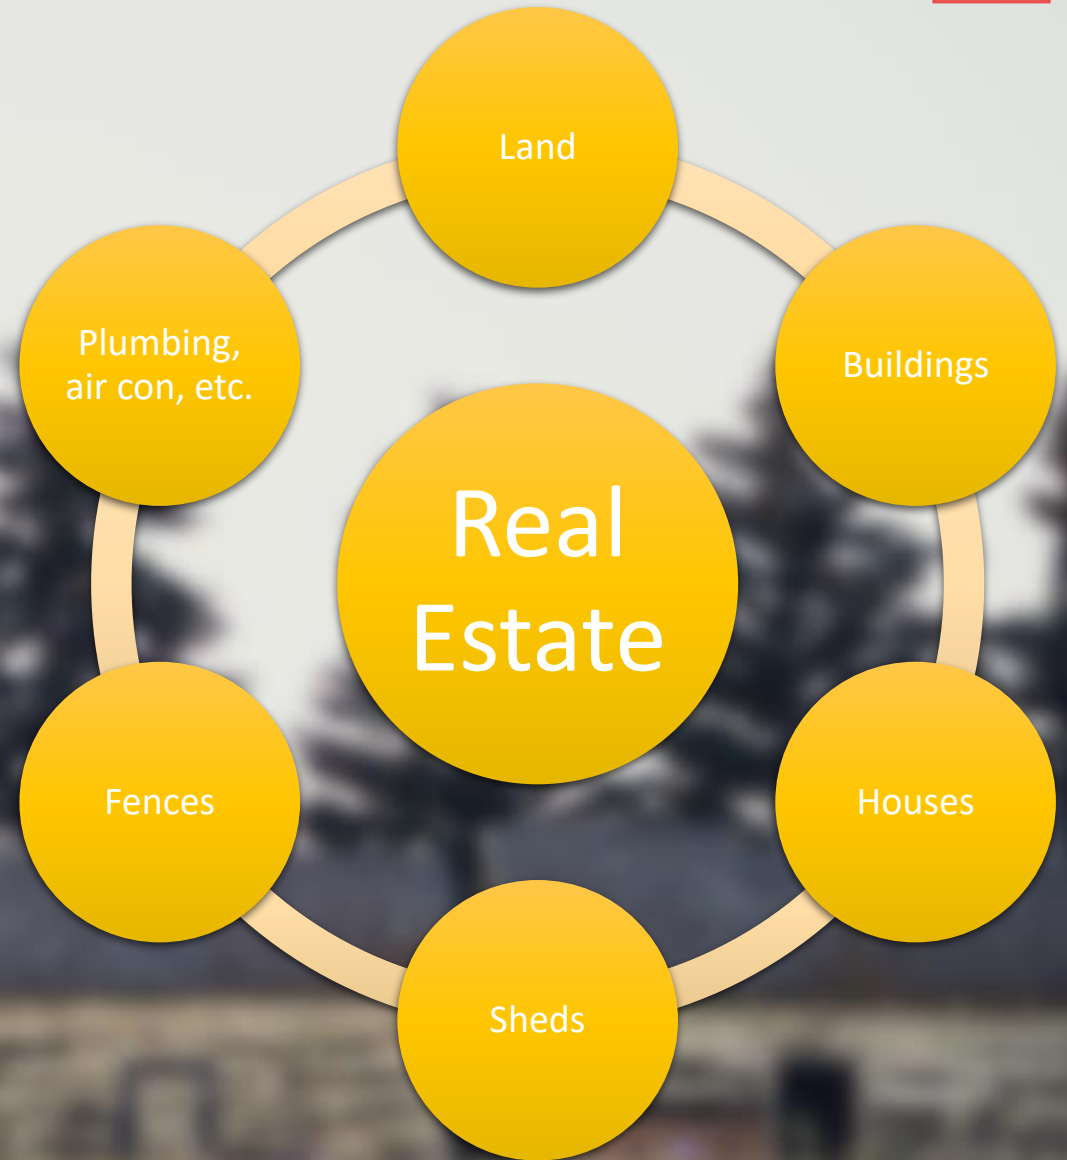 Land
Buildings
Houses
Sheds
Fences
Plumbing,
air con, etc.
Real
Estate